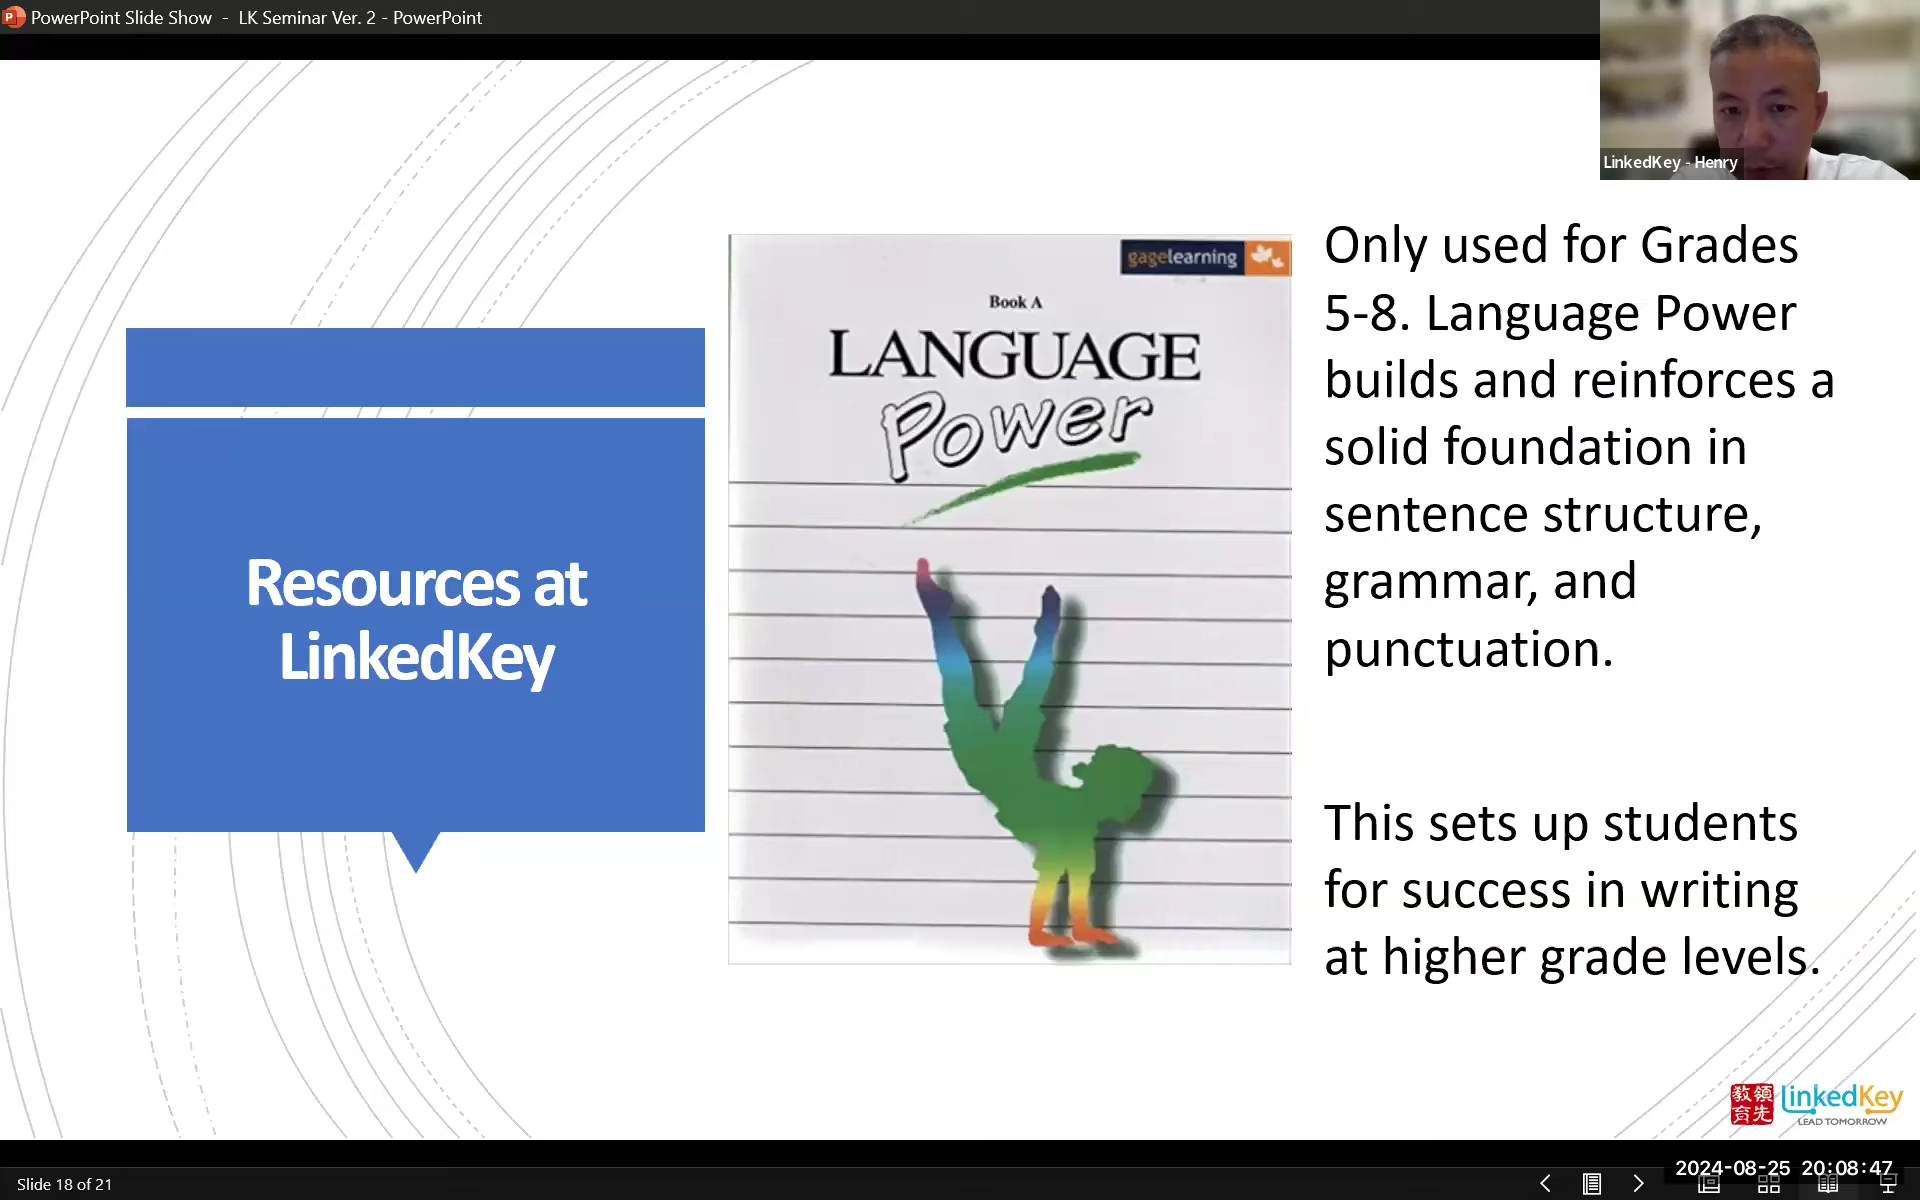 PowerPoint Slide Show - LK Seminar Ver. 2 - PowerPoint
LinkedKey - Henry
Resources at
LinkedKey
gagelearning
Book A
LANGUAGE
Power
Only used for Grades
5-8. Language Power
builds and reinforces a
solid foundation in
sentence structure,
grammar, and
punctuation.
This sets up students
for success in writing
at higher grade levels.
領先
教育
LinkedKey
LEAD TOMORROW
2024-08-25 20:08:47
Slide 18 of 21